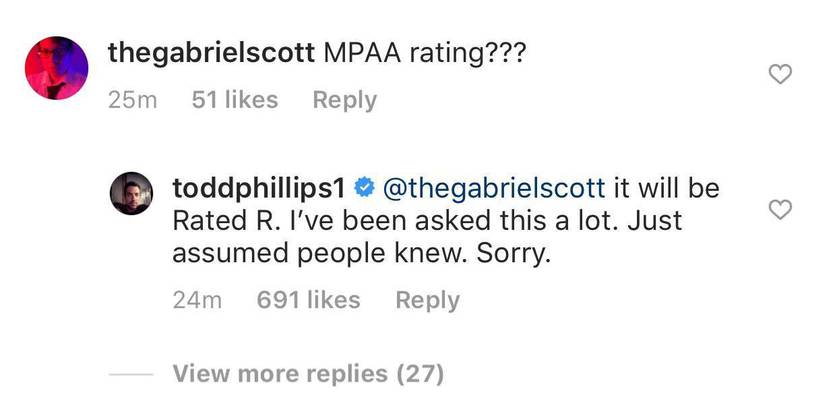 thegabrielscott MPAA rating???
25m 51 likes Reply
toddphillips1 @thegabrielscott it will be
Rated R. I’ve been asked this a lot. Just
assumed people knew. Sorry.
24m 691 likes Reply
View more replies (27)